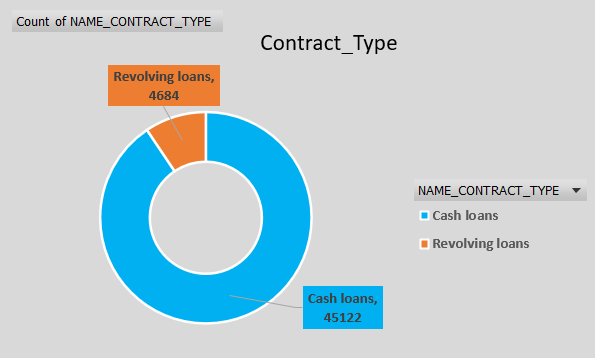 Count of NAME_CONTRACT_TYPE
Contract_Type
Revolving loans,
4684
NAME_CONTRACT_TYPE
Cash loans
Revolving loans
Cash loans,
45122